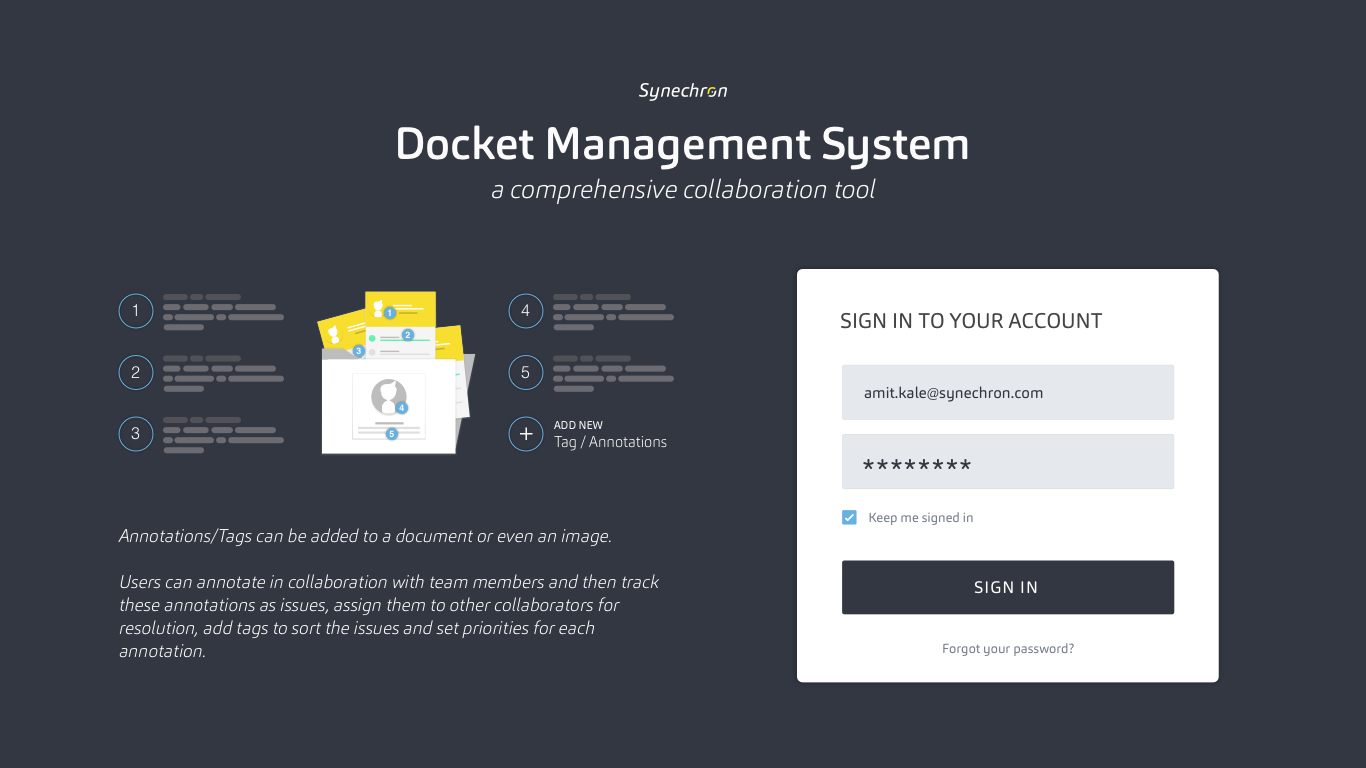 Synechron
Docket Management System
a comprehensive collaboration tool
1
2
3
1
2
3
4
5
4
5
+
ADD NEW
Tag / Annotations
Annotations/Tags can be added to a document or even an image.
Users can annotate in collaboration with team members and then track
these annotations as issues, assign them to other collaborators for
resolution, add tags to sort the issues and set priorities for each
annotation.
SIGN IN TO YOUR ACCOUNT
amit.kale@synechron.com
********
Keep me signed in
SIGN IN
Forgot your password?